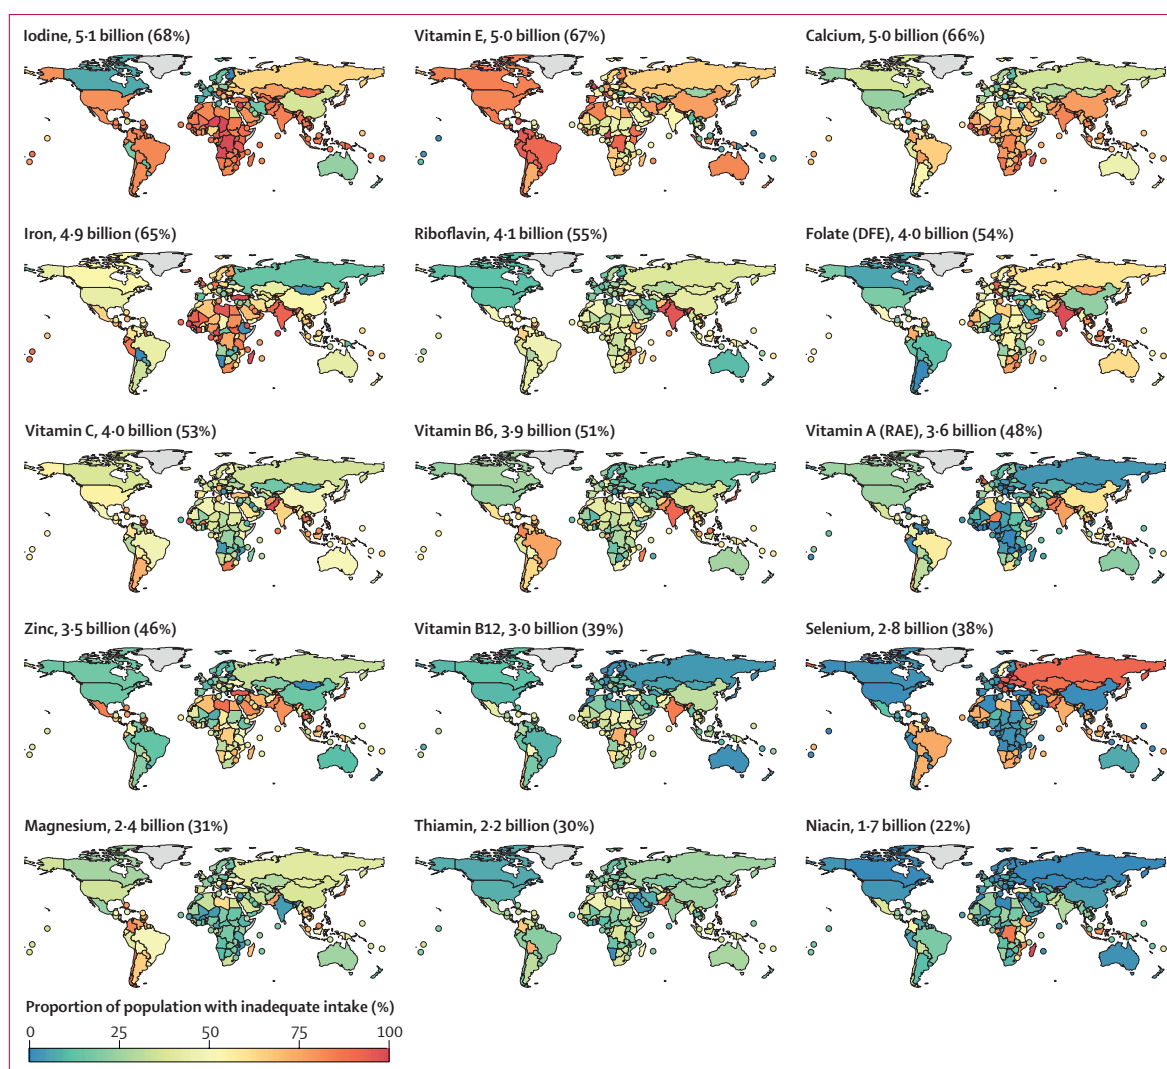 Iodine, 5·1 billion (68%)
Vitamin E, 5·0 billion (67%)
Calcium, 5·0 billion (66%)
Iron, 4·9 billion (65%)
Riboflavin, 4·1 billion (55%)
Folate (DFE), 4·0 billion (54%)
Vitamin C, 4·0 billion (53%)
Vitamin B6, 3·9 billion (51%)
Vitamin A (RAE), 3·6 billion (48%)
Zinc, 3·5 billion (46%)
Vitamin B12, 3·0 billion (39%)
Selenium, 2·8 billion (38%)
Magnesium, 2·4 billion (31%)
Thiamin, 2·2 billion (30%)
Niacin, 1·7 billion (22%)
Proportion of population with inadequate intake (%)
0 25 50 75 100